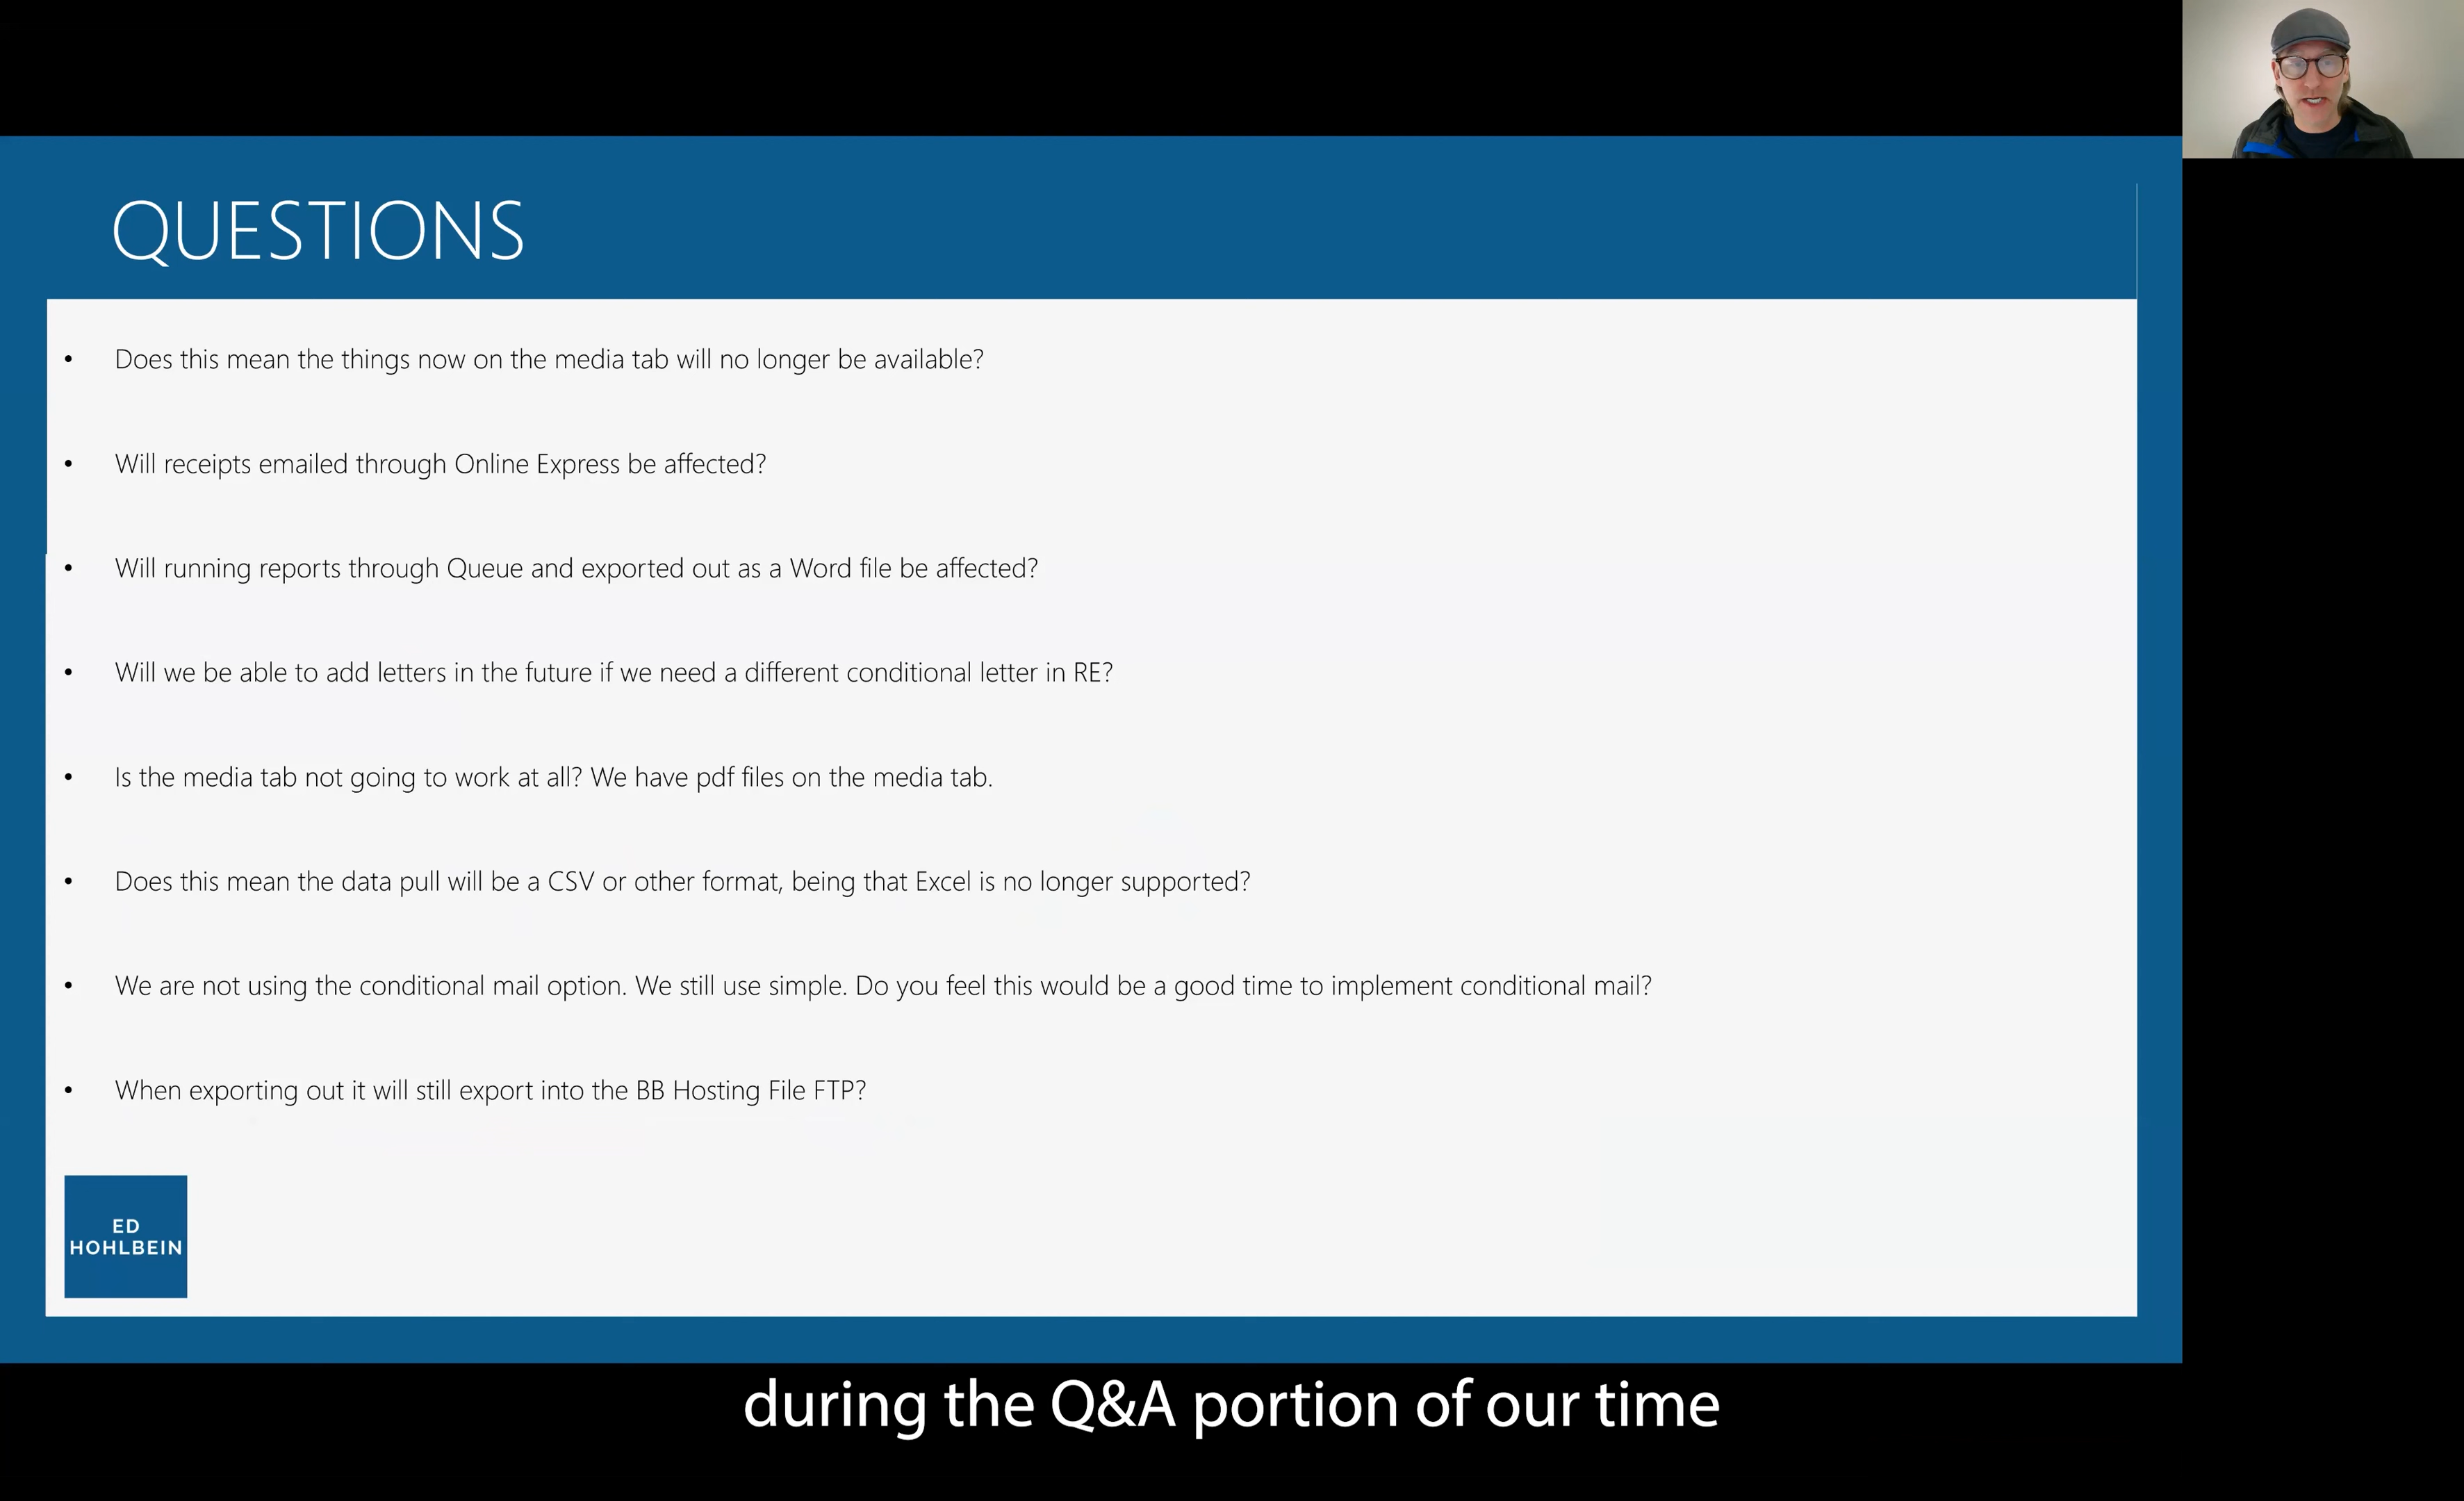 QUESTIONS
• Does this mean the things now on the media tab will no longer be available?
• Will receipts emailed through Online Express be affected?
• Will running reports through Queue and exported out as a Word file be affected?
• Will we be able to add letters in the future if we need a different conditional letter in RE?
• Is the media tab not going to work at all? We have pdf files on the media tab.
• Does this mean the data pull will be a CSV or other format, being that Excel is no longer supported?
• We are not using the conditional mail option. We still use simple. Do you feel this would be a good time to implement conditional mail?
• When exporting out it will still export into the BB Hosting File FTP?
ED
HOHLBEIN
during the Q&A portion of our time